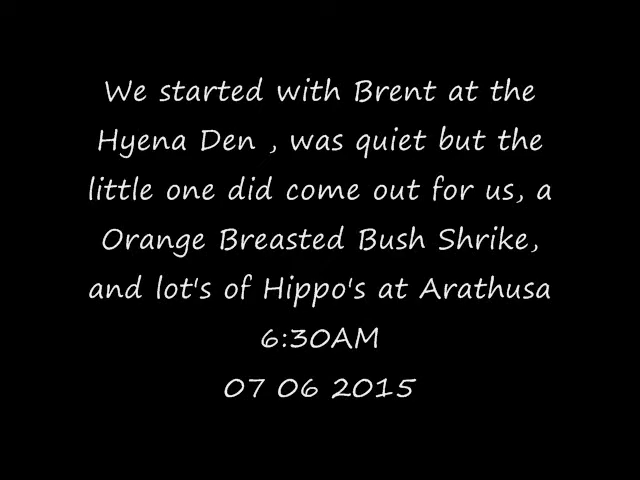 We started with Brent at the
Hyena Den , was quiet but the
little one did come out for us, a
Orange Breasted Bush Shrike,
and lot's of Hippo's at Arathusa
6:30AM
07 06 2015